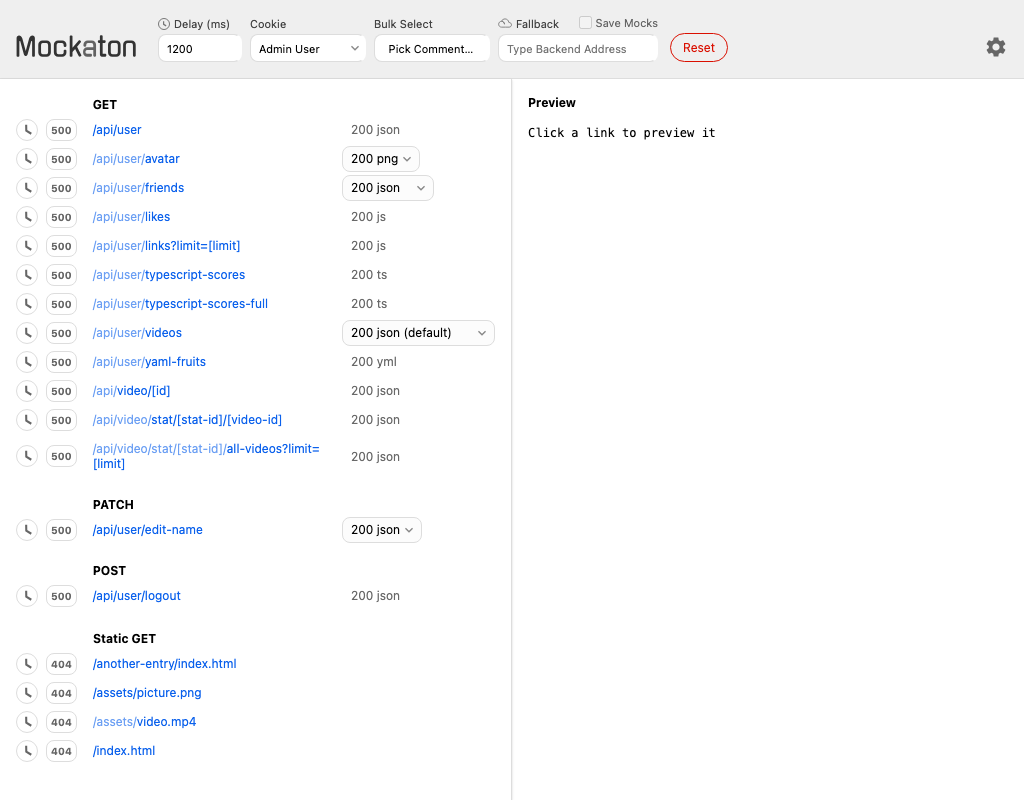 Mockaton
Delay (ms)
1200
Cookie
Admin User
Bulk Select
Pick Comment...
Fallback
Save Mocks
Type Backend Address
Reset
GET
500 /api/user 200 json
500 /api/user/avatar 200 png
500 /api/user/friends 200 json
500 /api/user/likes 200 js
500 /api/user/links?limit=[limit] 200 js
500 /api/user/typescript-scores 200 ts
500 /api/user/typescript-scores-full 200 ts
500 /api/user/videos 200 json (default)
500 /api/user/yaml-fruits 200 yml
500 /api/video/[id] 200 json
500 /api/video/stat/[stat-id]/[video-id] 200 json
500 /api/video/stat/[stat-id]/all-videos?limit=
[limit] 200 json
PATCH
500 /api/user/edit-name 200 json
POST
500 /api/user/logout 200 json
Static GET
404 /another-entry/index.html
404 /assets/picture.png
404 /assets/video.mp4
404 /index.html
Preview
Click a link to preview it